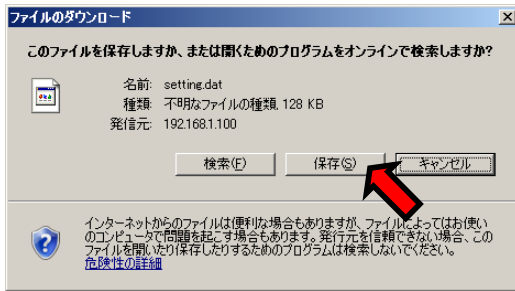 ファイルのダウンロード
このファイルを保存しますか、または開くためのプログラムをオンラインで検索しますか?
名前: setting.dat
種類: 不明なファイルの種類, 128 KB
発信元: 192.168.1.100
検索(F) 保存(S) キャンセル
インターネットからのファイルは便利な場合もありますが、ファイルによってはお使い
のコンピュータで問題を起こす場合もあります。発行元を信頼できない場合、この
ファイルを開いたり保存したりするためのプログラムは検索しないでください。
危険性の詳細